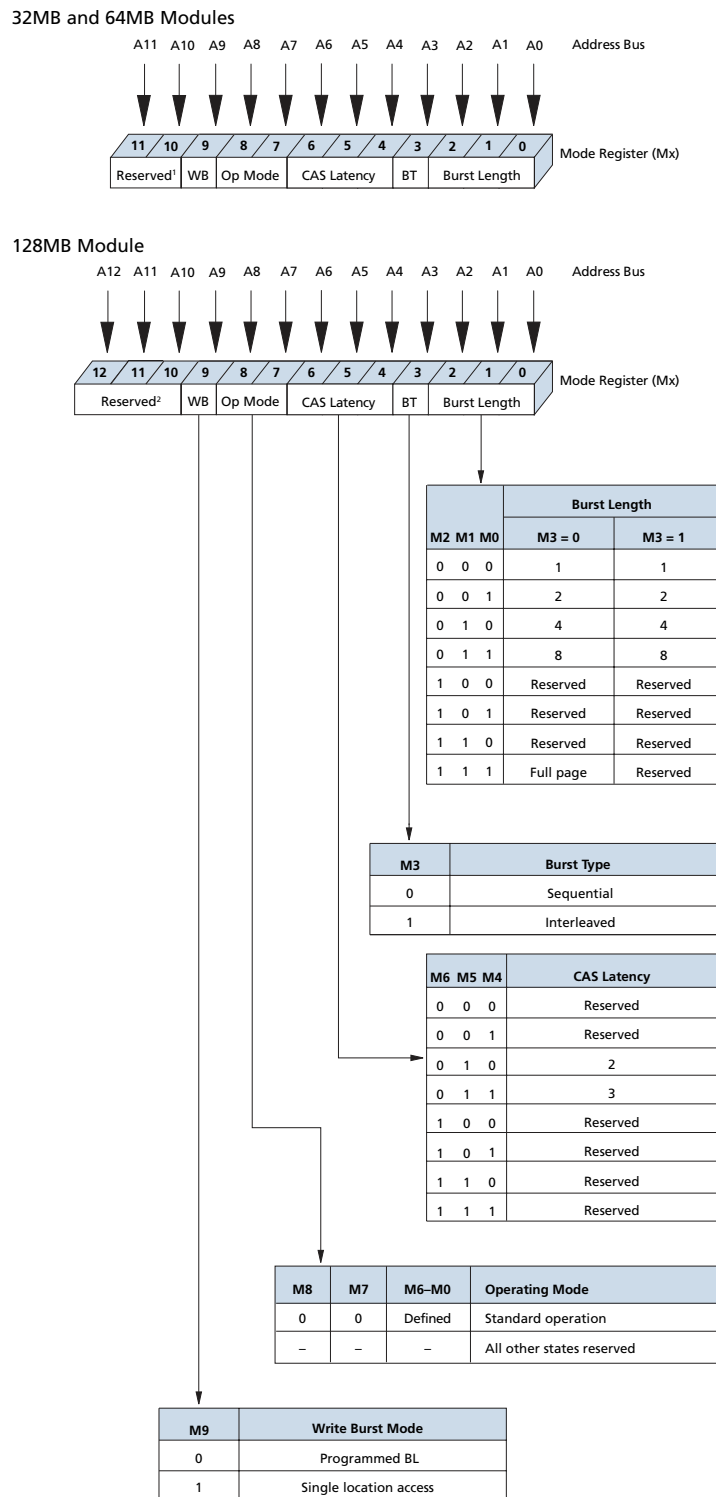 32MB and 64MB Modules
A11 A10 A9 A8 A7 A6 A5 A4 A3 A2 A1 A0 Address Bus
11 10 9 8 7 6 5 4 3 2 1 0
Mode Register (Mx)
Reserved¹ WB Op Mode CAS Latency BT Burst Length
128MB Module
A12 A11 A10 A9 A8 A7 A6 A5 A4 A3 A2 A1 A0 Address Bus
12 11 10 9 8 7 6 5 4 3 2 1 0
Mode Register (Mx)
Reserved² WB Op Mode CAS Latency BT Burst Length
Burst Length
M2 M1 M0 M3 = 0 M3 = 1
0 0 0 1 1
0 0 1 2 2
0 1 0 4 4
0 1 1 8 8
1 0 0 Reserved Reserved
1 0 1 Reserved Reserved
1 1 0 Reserved Reserved
1 1 1 Full page Reserved
M3 Burst Type
0 Sequential
1 Interleaved
M6 M5 M4 CAS Latency
0 0 0 Reserved
0 0 1 Reserved
0 1 0 2
0 1 1 3
1 0 0 Reserved
1 0 1 Reserved
1 1 0 Reserved
1 1 1 Reserved
M8 M7 M6–M0 Operating Mode
0 0 Defined Standard operation
– – – All other states reserved
M9 Write Burst Mode
0 Programmed BL
1 Single location access